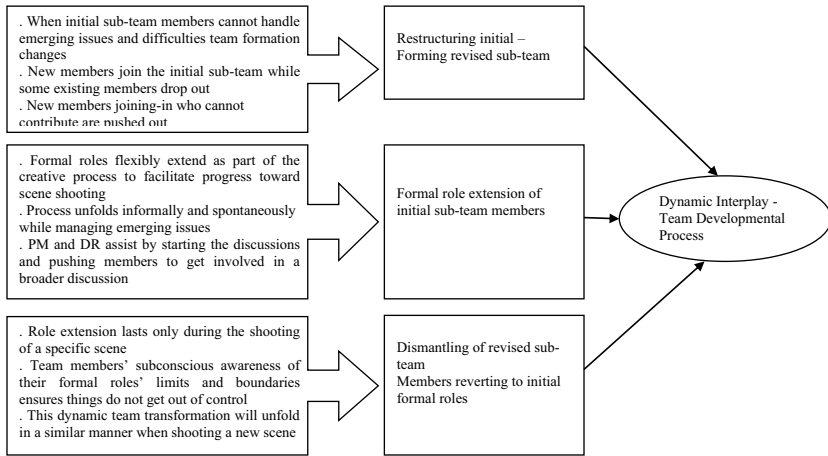 . When initial sub-team members cannot handle
emerging issues and difficulties team formation
changes
. New members join the initial sub-team while
some existing members drop out
. New members joining-in who cannot
contribute are pushed out
Restructuring initial –
Forming revised sub-team
. Formal roles flexibly extend as part of the
creative process to facilitate progress toward
scene shooting
. Process unfolds informally and spontaneously
while managing emerging issues
. PM and DR assist by starting the discussions
and pushing members to get involved in a
broader discussion
Formal role extension of
initial sub-team members
Dynamic Interplay -
Team Developmental
Process
. Role extension lasts only during the shooting
of a specific scene
. Team members’ subconscious awareness of
their formal roles’ limits and boundaries
ensures things do not get out of control
. This dynamic team transformation will unfold
in a similar manner when shooting a new scene
Dismantling of revised sub-
team
Members reverting to initial
formal roles